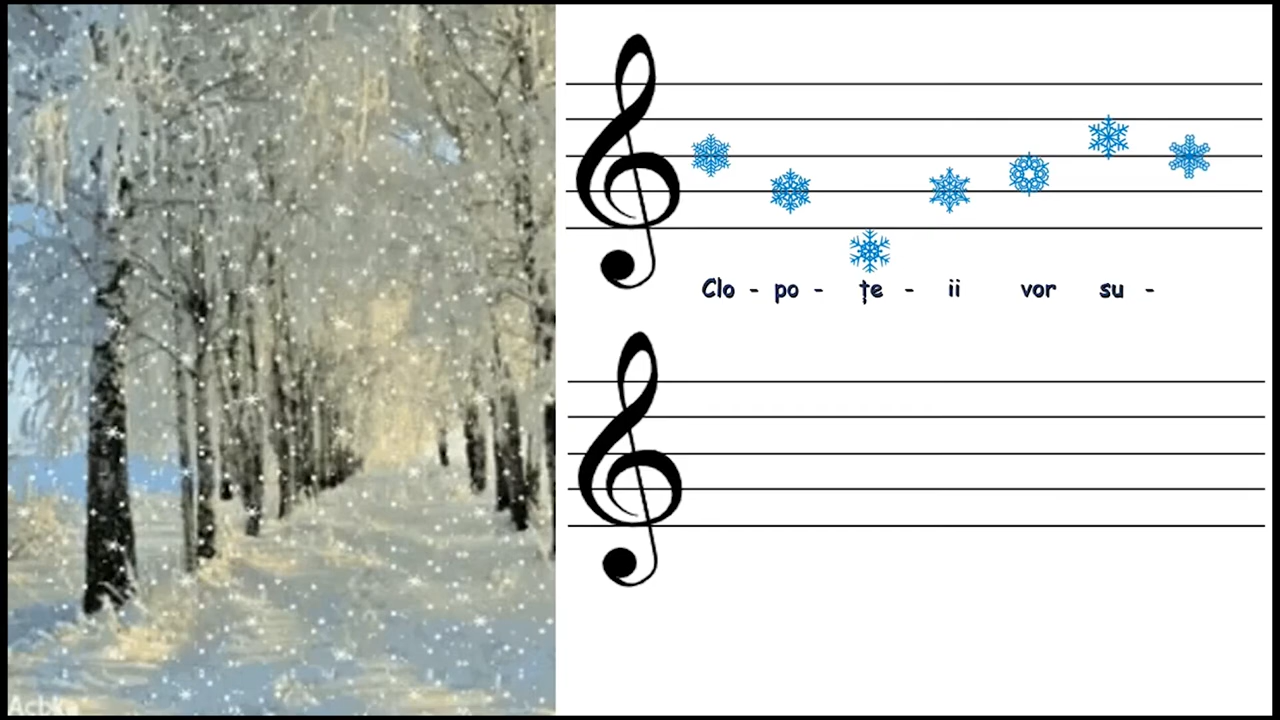 Clo - po - țe - ii vor su -